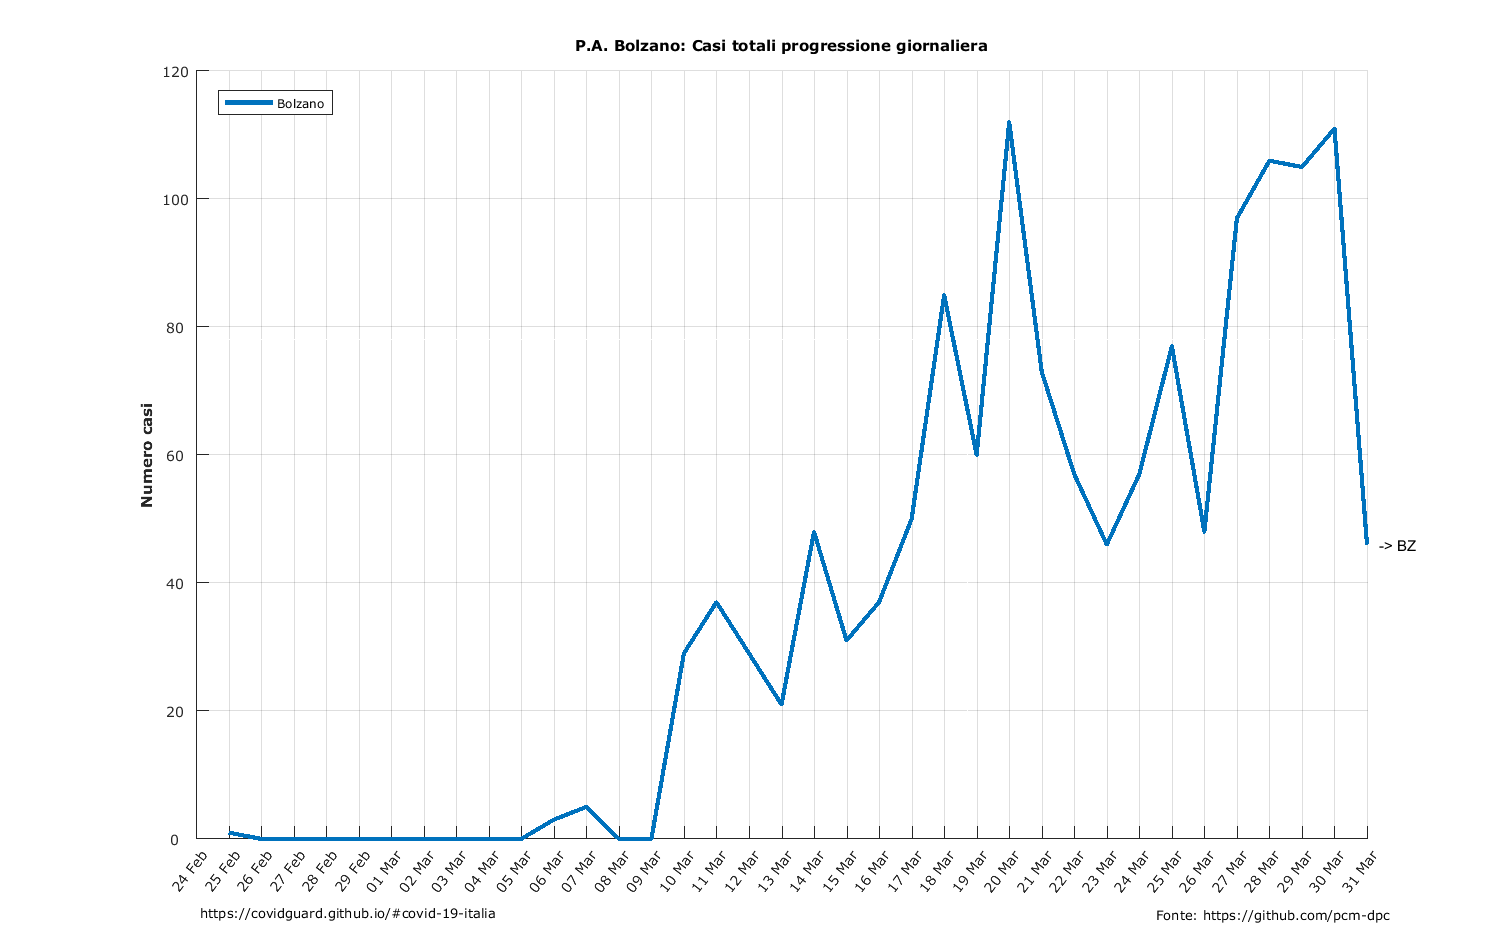 P.A. Bolzano: Casi totali progressione giornaliera
Bolzano
Numero casi
120
100
80
60
40
20
0
-> BZ
24 Feb
25 Feb
26 Feb
27 Feb
28 Feb
29 Feb
01 Mar
02 Mar
03 Mar
04 Mar
05 Mar
06 Mar
07 Mar
08 Mar
09 Mar
10 Mar
11 Mar
12 Mar
13 Mar
14 Mar
15 Mar
16 Mar
17 Mar
18 Mar
19 Mar
20 Mar
21 Mar
22 Mar
23 Mar
24 Mar
25 Mar
26 Mar
27 Mar
28 Mar
29 Mar
30 Mar
31 Mar
https://covidguard.github.io/#covid-19-italia
Fonte: https://github.com/pcm-dpc